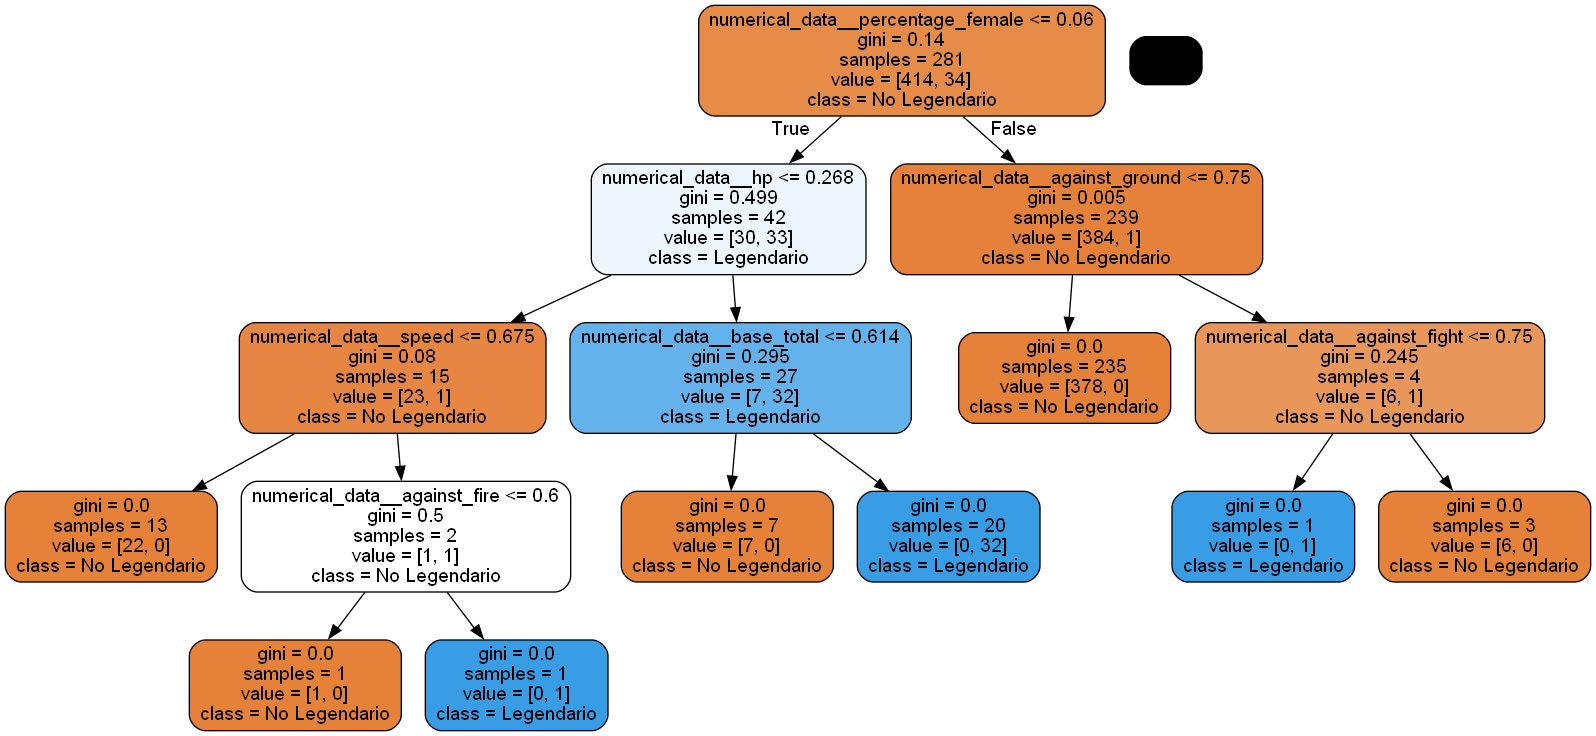 numerical_data__percentage_female <= 0.06
gini = 0.14
samples = 281
value = [414, 34]
class = No Legendario
True
False
numerical_data__hp <= 0.268
gini = 0.499
samples = 42
value = [30, 33]
class = Legendario
numerical_data__against_ground <= 0.75
gini = 0.005
samples = 239
value = [384, 1]
class = No Legendario
numerical_data__speed <= 0.675
gini = 0.08
samples = 15
value = [23, 1]
class = No Legendario
numerical_data__base_total <= 0.614
gini = 0.295
samples = 27
value = [7, 32]
class = Legendario
gini = 0.0
samples = 235
value = [378, 0]
class = No Legendario
numerical_data__against_fight <= 0.75
gini = 0.245
samples = 4
value = [6, 1]
class = No Legendario
gini = 0.0
samples = 13
value = [22, 0]
class = No Legendario
numerical_data__against_fire <= 0.6
gini = 0.5
samples = 2
value = [1, 1]
class = No Legendario
gini = 0.0
samples = 7
value = [7, 0]
class = No Legendario
gini = 0.0
samples = 20
value = [0, 32]
class = Legendario
gini = 0.0
samples = 1
value = [0, 1]
class = Legendario
gini = 0.0
samples = 3
value = [6, 0]
class = No Legendario
gini = 0.0
samples = 1
value = [1, 0]
class = No Legendario
gini = 0.0
samples = 1
value = [0, 1]
class = Legendario